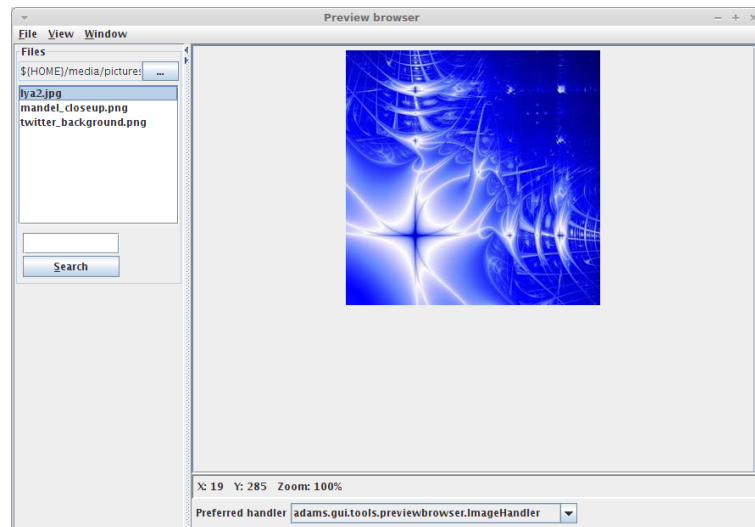 Preview browser
File View Window
Files
${HOME}/media/pictures
...
lya2.jpg
mandel_closeup.png
twitter_background.png
Search
X: 19 Y: 285 Zoom: 100%
Preferred handler adams.gui.tools.previewbrowser.ImageHandler